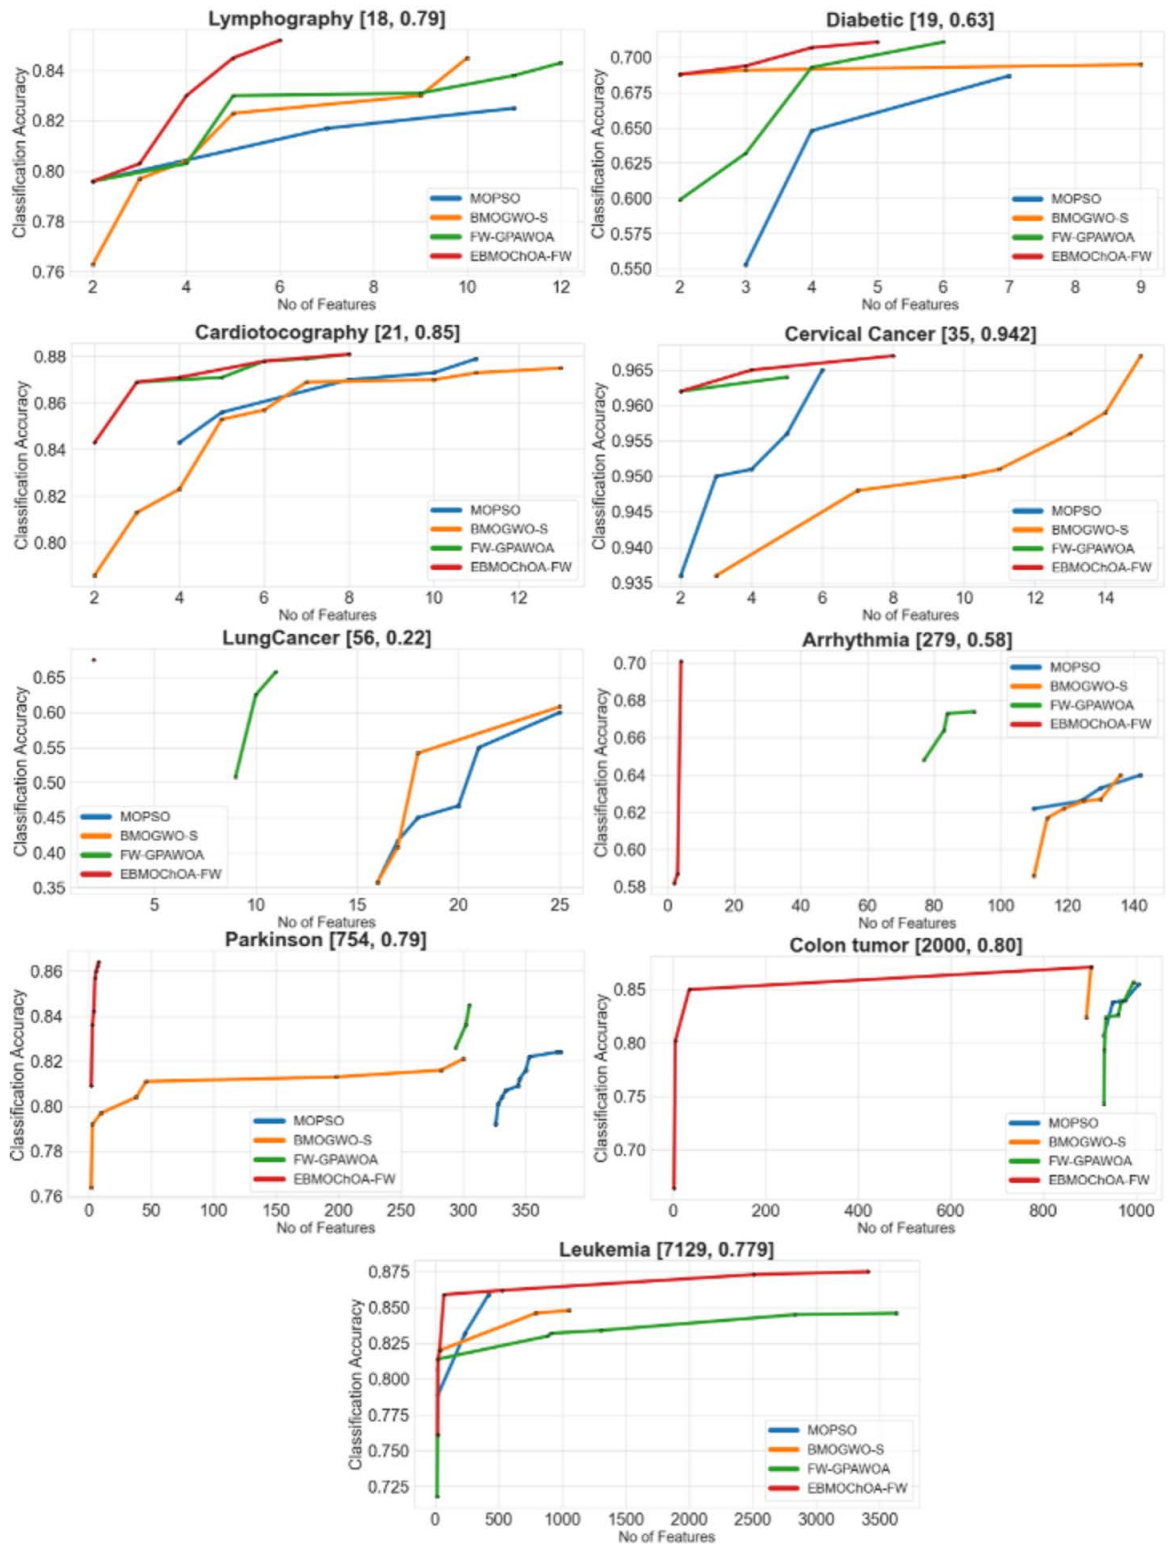 Lymphography [18, 0.79]
Classification Accuracy
0.84
0.82
0.80
0.78
0.76
MOPSO
BMOGWO-S
FW-GPAWOA
EBMOChOA-FW
2 4 6 8 10 12
No of Features
Diabetic [19, 0.63]
Classification Accuracy
0.700
0.675
0.650
0.625
0.600
0.575
0.550
MOPSO
BMOGWO-S
FW-GPAWOA
EBMOChOA-FW
2 3 4 5 6 7 8 9
No of Features
Cardiotocography [21, 0.85]
Classification Accuracy
0.88
0.86
0.84
0.82
0.80
MOPSO
BMOGWO-S
FW-GPAWOA
EBMOChOA-FW
2 4 6 8 10 12
No of Features
Cervical Cancer [35, 0.942]
Classification Accuracy
0.965
0.960
0.955
0.950
0.945
0.940
0.935
MOPSO
BMOGWO-S
FW-GPAWOA
EBMOChOA-FW
2 4 6 8 10 12 14
No of Features
LungCancer [56, 0.22]
Classification Accuracy
0.65
0.60
0.55
0.50
0.45
0.40
0.35
MOPSO
BMOGWO-S
FW-GPAWOA
EBMOChOA-FW
5 10 15 20 25
No of Features
Arrhythmia [279, 0.58]
Classification Accuracy
0.70
0.68
0.66
0.64
0.62
0.60
0.58
MOPSO
BMOGWO-S
FW-GPAWOA
EBMOChOA-FW
0 20 40 60 80 100 120 140
No of Features
Parkinson [754, 0.79]
Classification Accuracy
0.86
0.84
0.82
0.80
0.78
0.76
MOPSO
BMOGWO-S
FW-GPAWOA
EBMOChOA-FW
0 50 100 150 200 250 300 350
No of Features
Colon tumor [2000, 0.80]
Classification Accuracy
0.85
0.80
0.75
0.70
MOPSO
BMOGWO-S
FW-GPAWOA
EBMOChOA-FW
0 200 400 600 800 1000
No of Features
Leukemia [7129, 0.779]
Classification Accuracy
0.875
0.850
0.825
0.800
0.775
0.750
0.725
MOPSO
BMOGWO-S
FW-GPAWOA
EBMOChOA-FW
0 500 1000 1500 2000 2500 3000 3500
No of Features